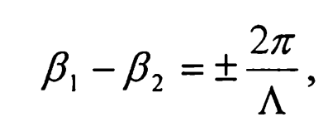 β₁ − β₂ = ± 2π/Λ ,